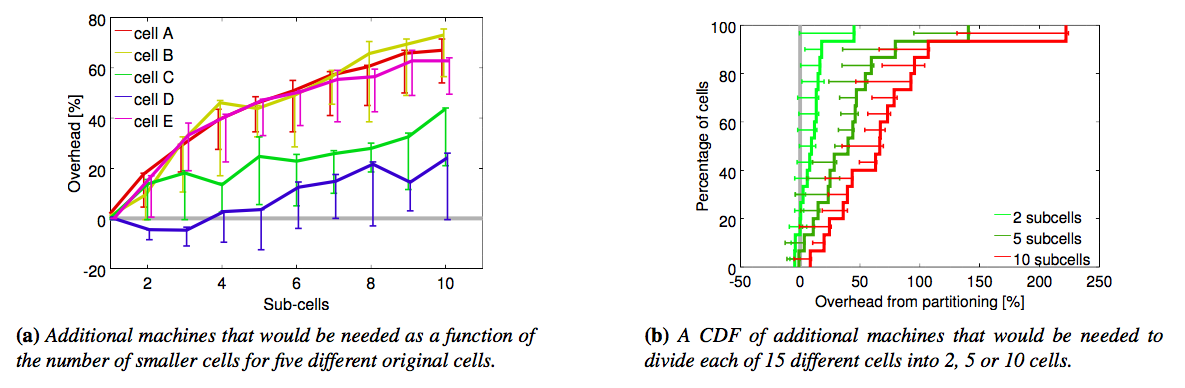 80
60
40
20
0
-20
Overhead [%]
cell A
cell B
cell C
cell D
cell E
2 4 6 8 10
Sub-cells
(a) Additional machines that would be needed as a function of
the number of smaller cells for five different original cells.
100
80
60
40
20
0
Percentage of cells
2 subcells
5 subcells
10 subcells
-50 0 50 100 150 200 250
Overhead from partitioning [%]
(b) A CDF of additional machines that would be needed to
divide each of 15 different cells into 2, 5 or 10 cells.